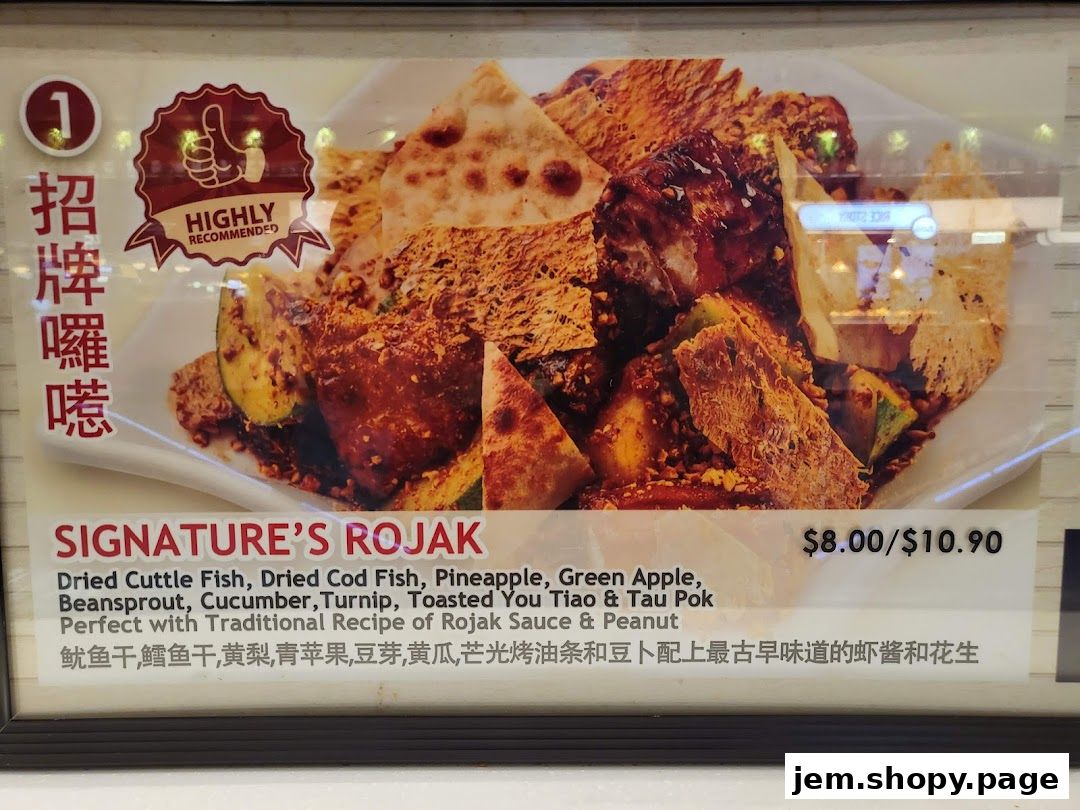 1
招牌囉喏
HIGHLY
RECOMMENDED
RICE STORY
SIGNATURE'S ROJAK
$8.00/$10.90
Dried Cuttle Fish, Dried Cod Fish, Pineapple, Green Apple,
Beansprout, Cucumber,Turnip, Toasted You Tiao & Tau Pok
Perfect with Traditional Recipe of Rojak Sauce & Peanut
鱿鱼干,鳕鱼干,黄梨,青苹果,豆芽,黄瓜,芒光烤油条和豆卜配上最古早味道的虾酱和花生
jem.shopy.page